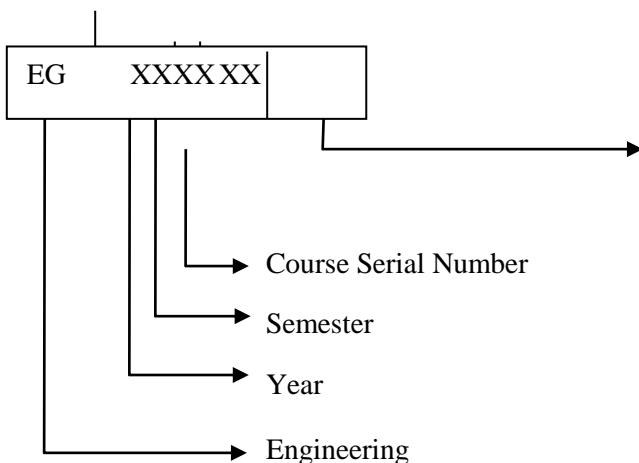 EG XXXX XX
Course Serial Number
Semester
Year
Engineering